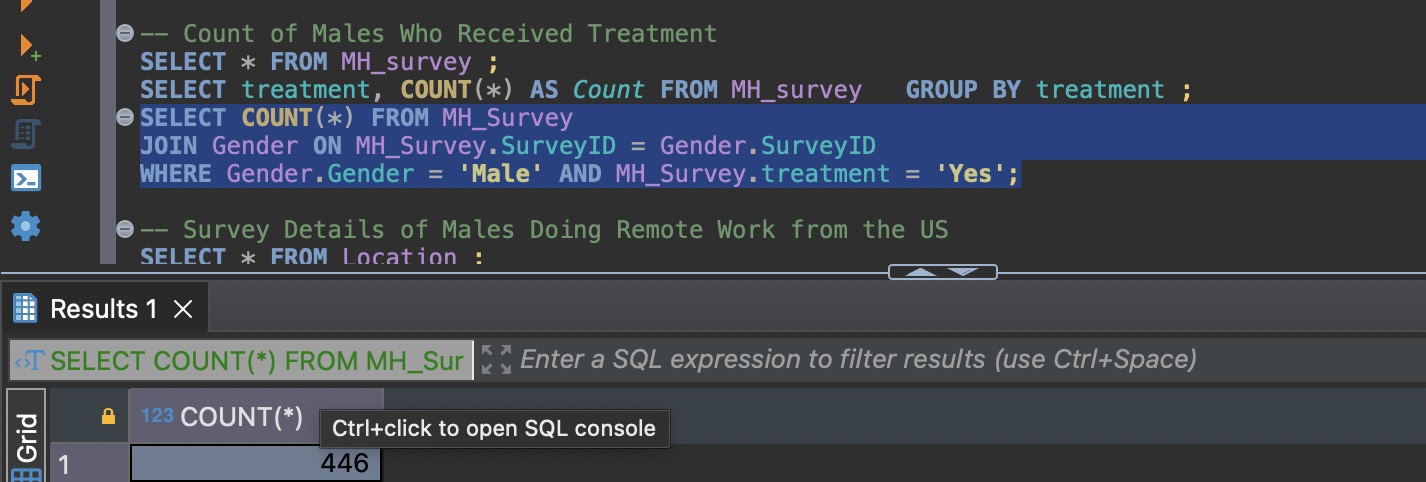 -- Count of Males Who Received Treatment
SELECT * FROM MH_survey ;
SELECT treatment, COUNT(*) AS Count FROM MH_survey   GROUP BY treatment ;
SELECT COUNT(*) FROM MH_Survey
JOIN Gender ON MH_Survey.SurveyID = Gender.SurveyID
WHERE Gender.Gender = 'Male' AND MH_Survey.treatment = 'Yes';
-- Survey Details of Males Doing Remote Work from the US
SELECT * FROM Location ;
Results 1
SELECT COUNT(*) FROM MH_Sur
Enter a SQL expression to filter results (use Ctrl+Space)
Grid
123 COUNT(*)
Ctrl+click to open SQL console
1
446